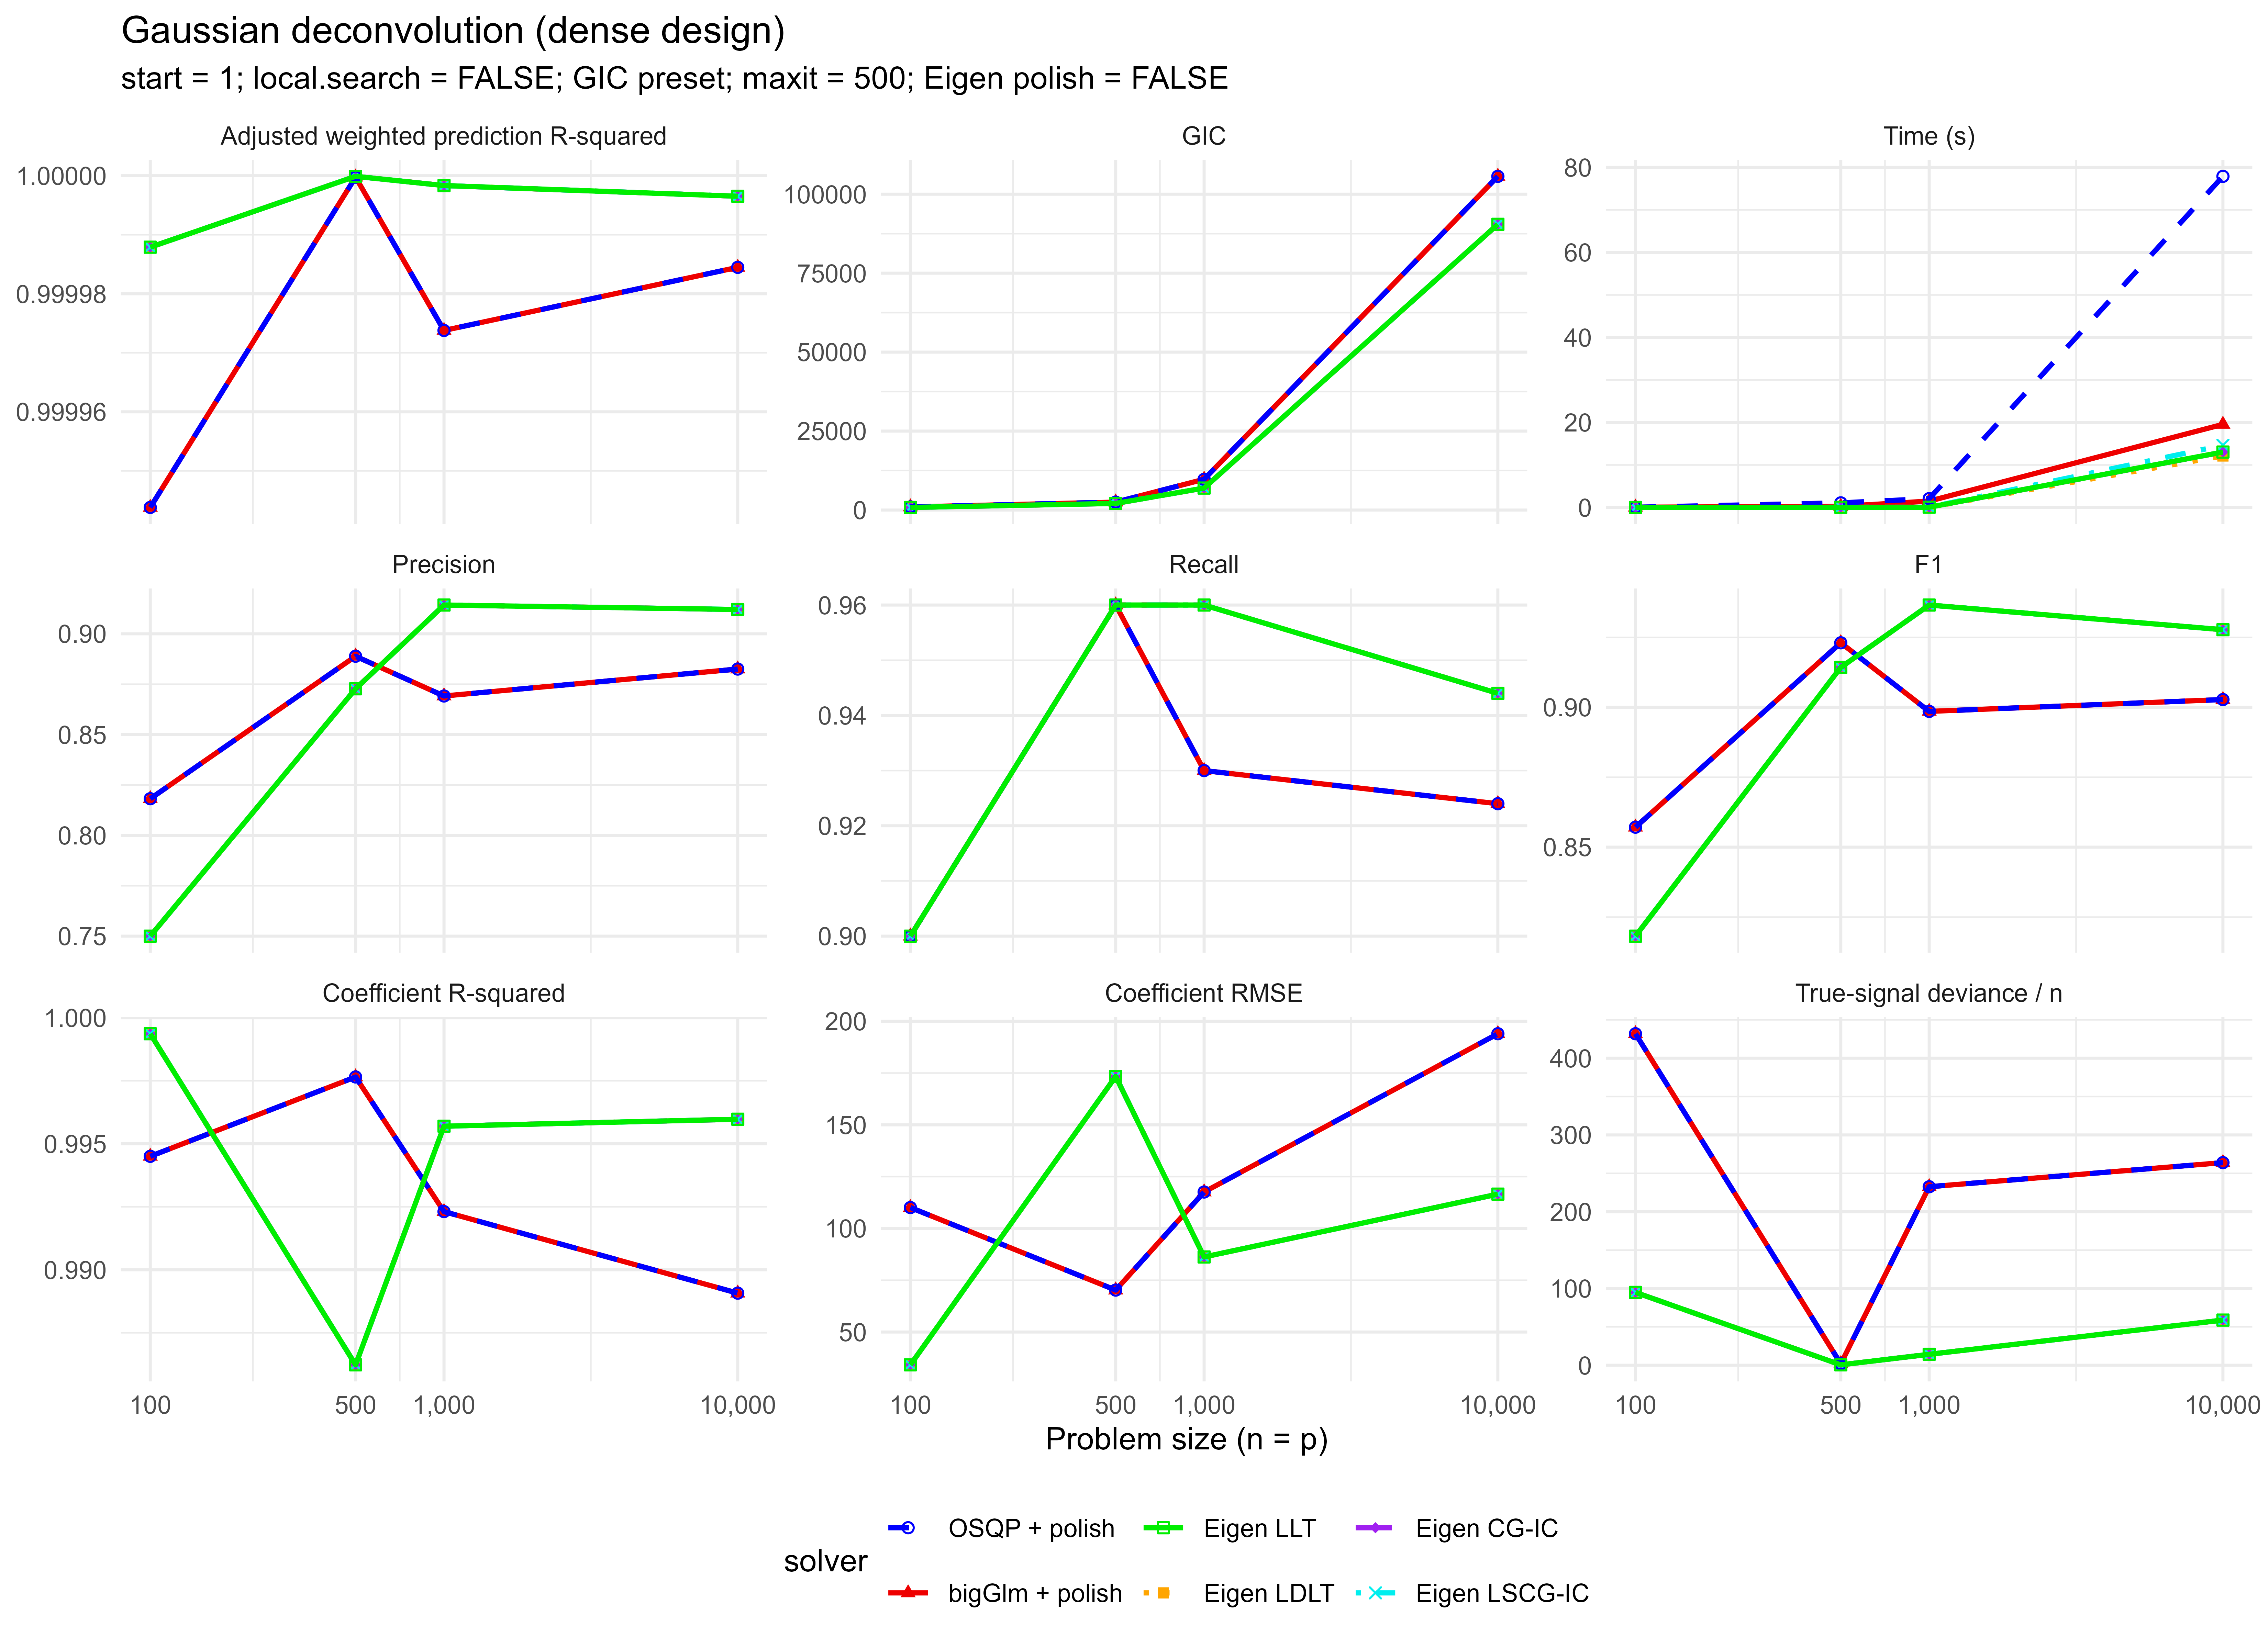 Gaussian deconvolution (dense design)
start = 1; local.search = FALSE; GIC preset; maxit = 500; Eigen polish = FALSE
Adjusted weighted prediction R-squared
1.00000
0.99998
0.99996
GIC
100000
75000
50000
25000
0
Time (s)
80
60
40
20
0
Precision
0.90
0.85
0.80
0.75
Recall
0.96
0.94
0.92
0.90
F1
0.90
0.85
Coefficient R-squared
1.000
0.995
0.990
100 500 1,000 10,000
Coefficient RMSE
200
150
100
50
100 500 1,000 10,000
True-signal deviance / n
400
300
200
100
0
100 500 1,000 10,000
Problem size (n = p)
solver
OSQP + polish
bigGlm + polish
Eigen LLT
Eigen LDLT
Eigen CG-IC
Eigen LSCG-IC